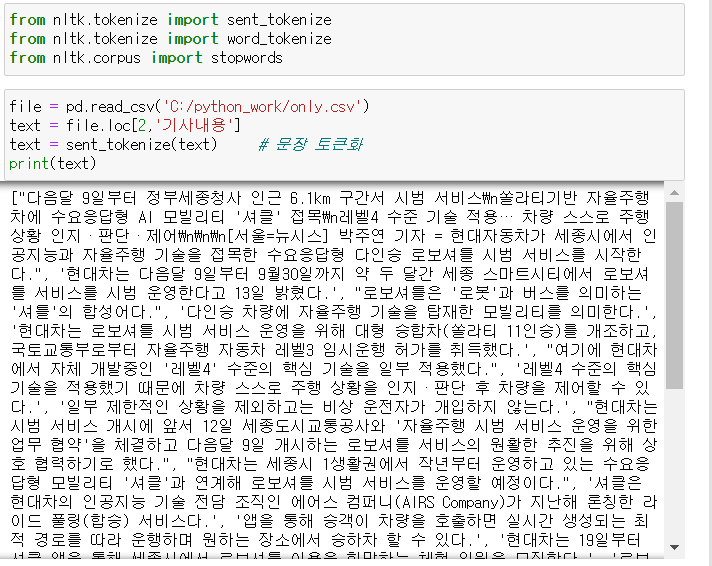 from nltk.tokenize import sent_tokenize
from nltk.tokenize import word_tokenize
from nltk.corpus import stopwords
file = pd.read_csv('C:/python_work/only.csv')
text = file.loc[2,'기사내용']
text = sent_tokenize(text)    # 문장 토큰화
print(text)
["다음달 9일부터 정부세종청사 인근 6.1km 구간서 시범 서비스₩n쏠라티기반 자율주행
차에 수요응답형 AI 모빌리티 '셔클' 접목₩n레벨4 수준 기술 적용… 차량 스스로 주행
상황 인지·판단·제어₩n₩n₩n[서울=뉴시스] 박주연 기자 = 현대자동차가 세종시에서 인
공지능과 자율주행 기술을 접목한 수요응답형 다인승 로보셔틀 시범 서비스를 시작한
다.", '현대차는 다음달 9일부터 9월30일까지 약 두 달간 세종 스마트시티에서 로보셔
틀 서비스를 시범 운영한다고 13일 밝혔다.', "로보셔틀은 '로봇'과 버스를 의미하는
'셔틀'의 합성어다.", '다인승 차량에 자율주행 기술을 탑재한 모빌리티를 의미한다.',
'현대차는 로보셔틀 시범 서비스 운영을 위해 대형 승합차(쏠라티 11인승)를 개조하고,
국토교통부로부터 자율주행 자동차 레벨3 임시운행 허가를 취득했다.', "여기에 현대차
에서 자체 개발중인 '레벨4' 수준의 핵심 기술을 일부 적용했다.", '레벨4 수준의 핵심
기술을 적용했기 때문에 차량 스스로 주행 상황을 인지·판단 후 차량을 제어할 수 있
다.', '일부 제한적인 상황을 제외하고는 비상 운전자가 개입하지 않는다.', "현대차는
시범 서비스 개시에 앞서 12일 세종도시교통공사와 '자율주행 시범 서비스 운영을 위한
업무 협약'을 체결하고 다음달 9일 개시하는 로보셔틀 서비스의 원활한 추진을 위해 상
호 협력하기로 했다.", "현대차는 세종시 1생활권에서 작년부터 운영하고 있는 수요응
답형 모빌리티 '셔클'과 연계해 로보셔틀 시범 서비스를 운영할 예정이다.", '셔클은
현대차의 인공지능 기술 전담 조직인 에어스 컴퍼니(AIRS Company)가 지난해 론칭한 라
이드 풀링(합승) 서비스다.', '앱을 통해 승객이 차량을 호출하면 실시간 생성되는 최
적 경로를 따라 운행하며 원하는 장소에서 승하차 할 수 있다.', '현대차는 19일부터
셔클 앱을 통해 세종시에서 로보셔틀 이용을 희망하는 체험 인원을 모집한다.', '로보